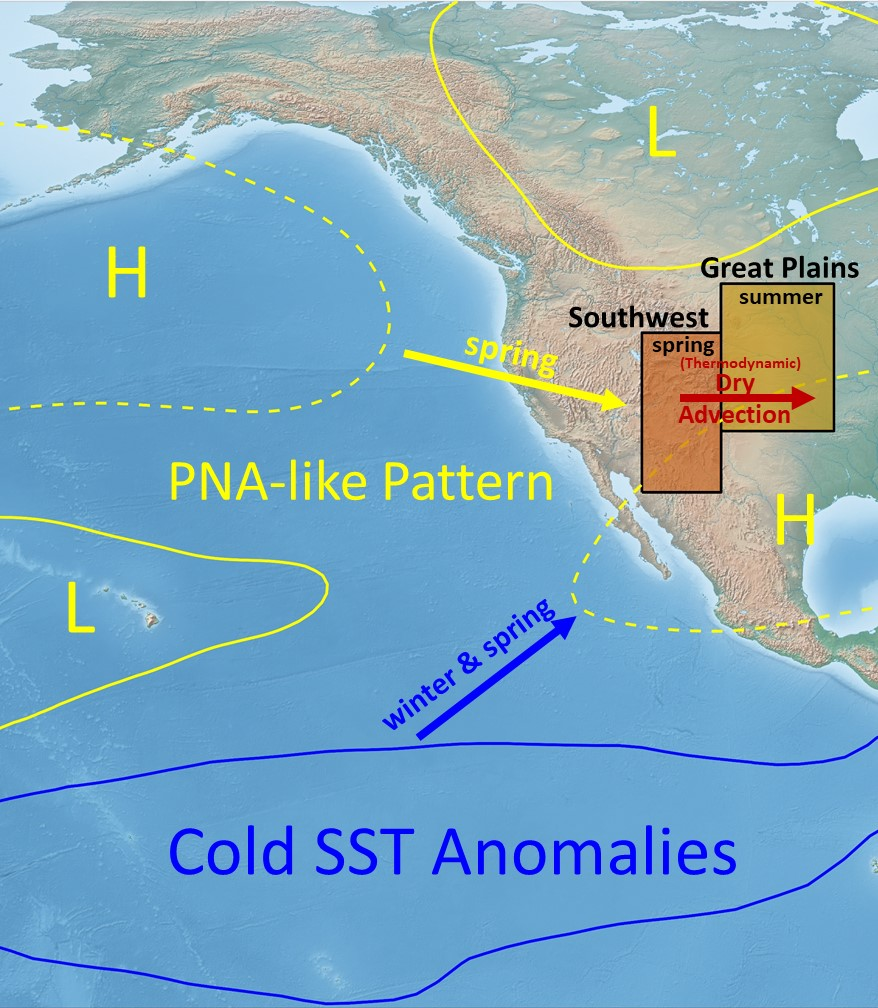 L
H
Great Plains
summer
Southwest
spring
spring
(Thermodynamic)
Dry
Advection
PNA-like Pattern
H
L
winter & spring
Cold SST Anomalies